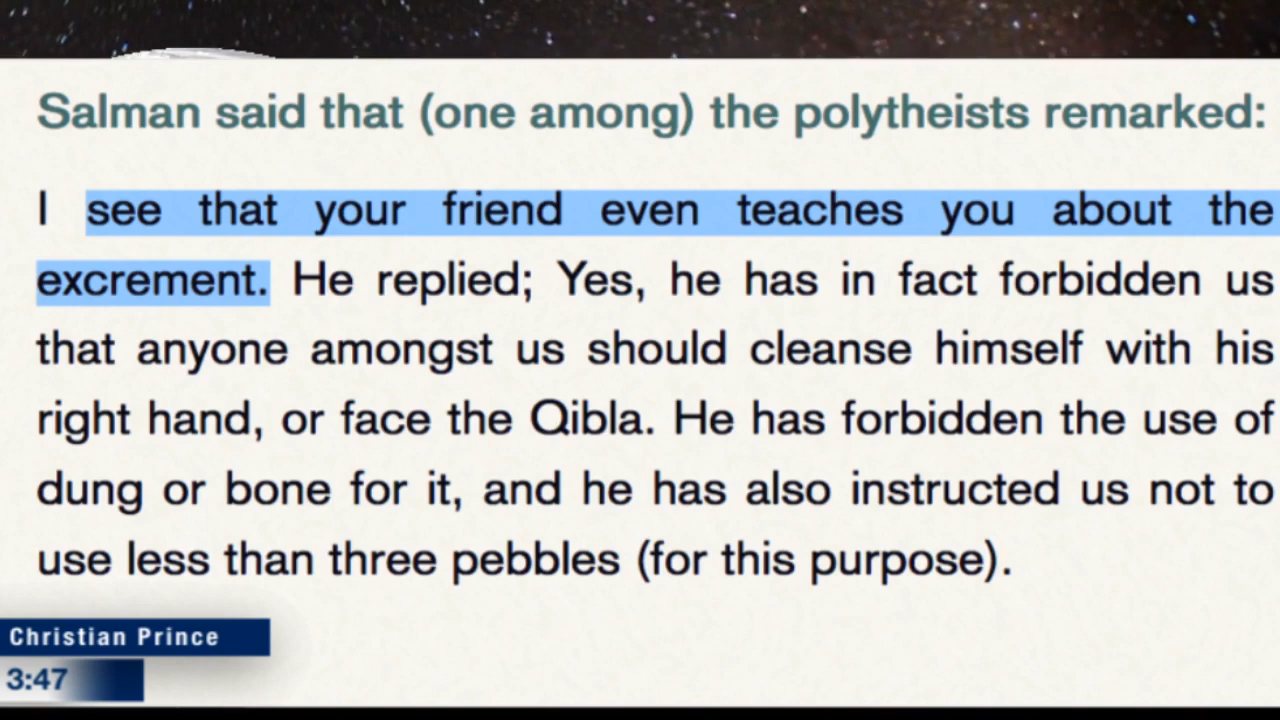 Salman said that (one among) the polytheists remarked:
I see that your friend even teaches you about the
excrement. He replied; Yes, he has in fact forbidden us
that anyone amongst us should cleanse himself with his
right hand, or face the Qibla. He has forbidden the use of
dung or bone for it, and he has also instructed us not to
use less than three pebbles (for this purpose).
Christian Prince
3:47